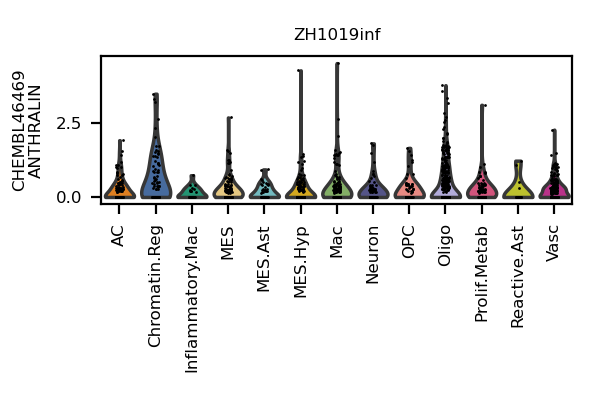 ZH1019inf
CHEMBL46469
ANTHRALIN
2.5
0.0
AC
Chromatin.Reg
Inflammatory.Mac
MES
MES.Ast
MES.Hyp
Mac
Neuron
OPC
Oligo
Prolif.Metab
Reactive.Ast
Vasc